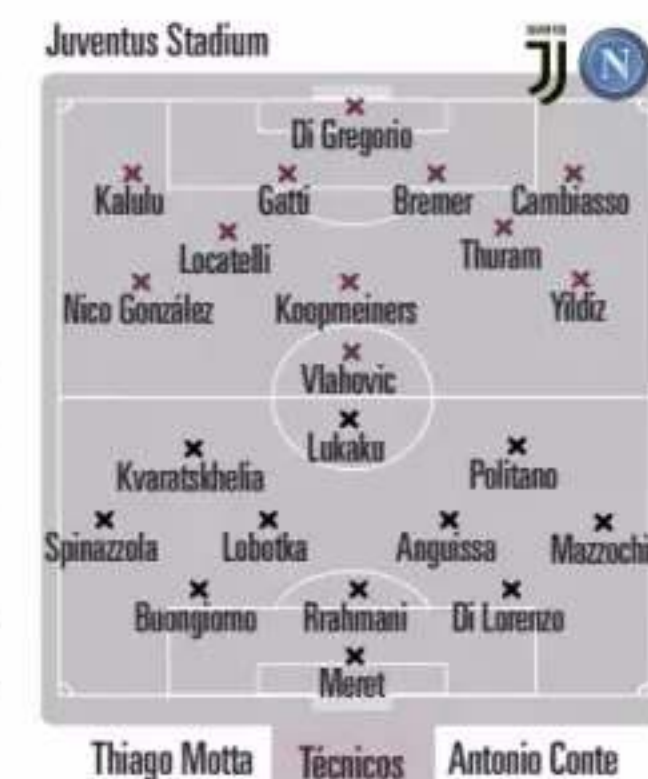 Juventus Stadium
N
Di Gregorio
Kalulu Gatti Bremer Cambiasso
Locatelli Thuram
Nico González Koopmeiners Yildiz
Vlahovic
Lukaku
Kvaratskhelia Politano
Spinazzola Lobotka Anguissa Mazzochi
Buongiorno Rrahmani Di Lorenzo
Meret
Thiago Motta Técnicos Antonio Conte